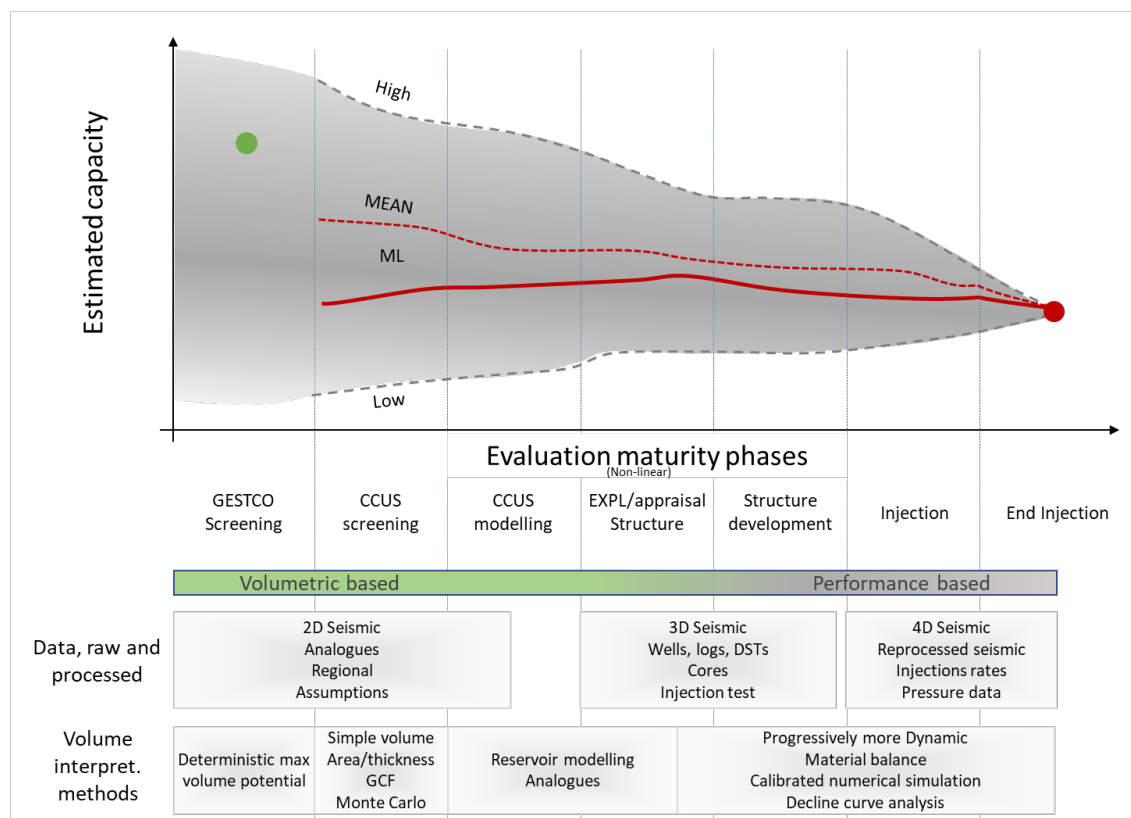 High
MEAN
ML
Low
Estimated capacity
Evaluation maturity phases
(Non-linear)
GESTCO
Screening
CCUS
screening
CCUS
modelling
EXPL/appraisal
Structure
Structure
development
Injection
End Injection
Volumetric based
Performance based
Data, raw and
processed
2D Seismic
Analogues
Regional
Assumptions
3D Seismic
Wells, logs, DSTs
Cores
Injection test
4D Seismic
Reprocessed seismic
Injections rates
Pressure data
Volume
interpret.
methods
Deterministic max
volume potential
Simple volume
Area/thickness
GCF
Monte Carlo
Reservoir modelling
Analogues
Progressively more Dynamic
Material balance
Calibrated numerical simulation
Decline curve analysis